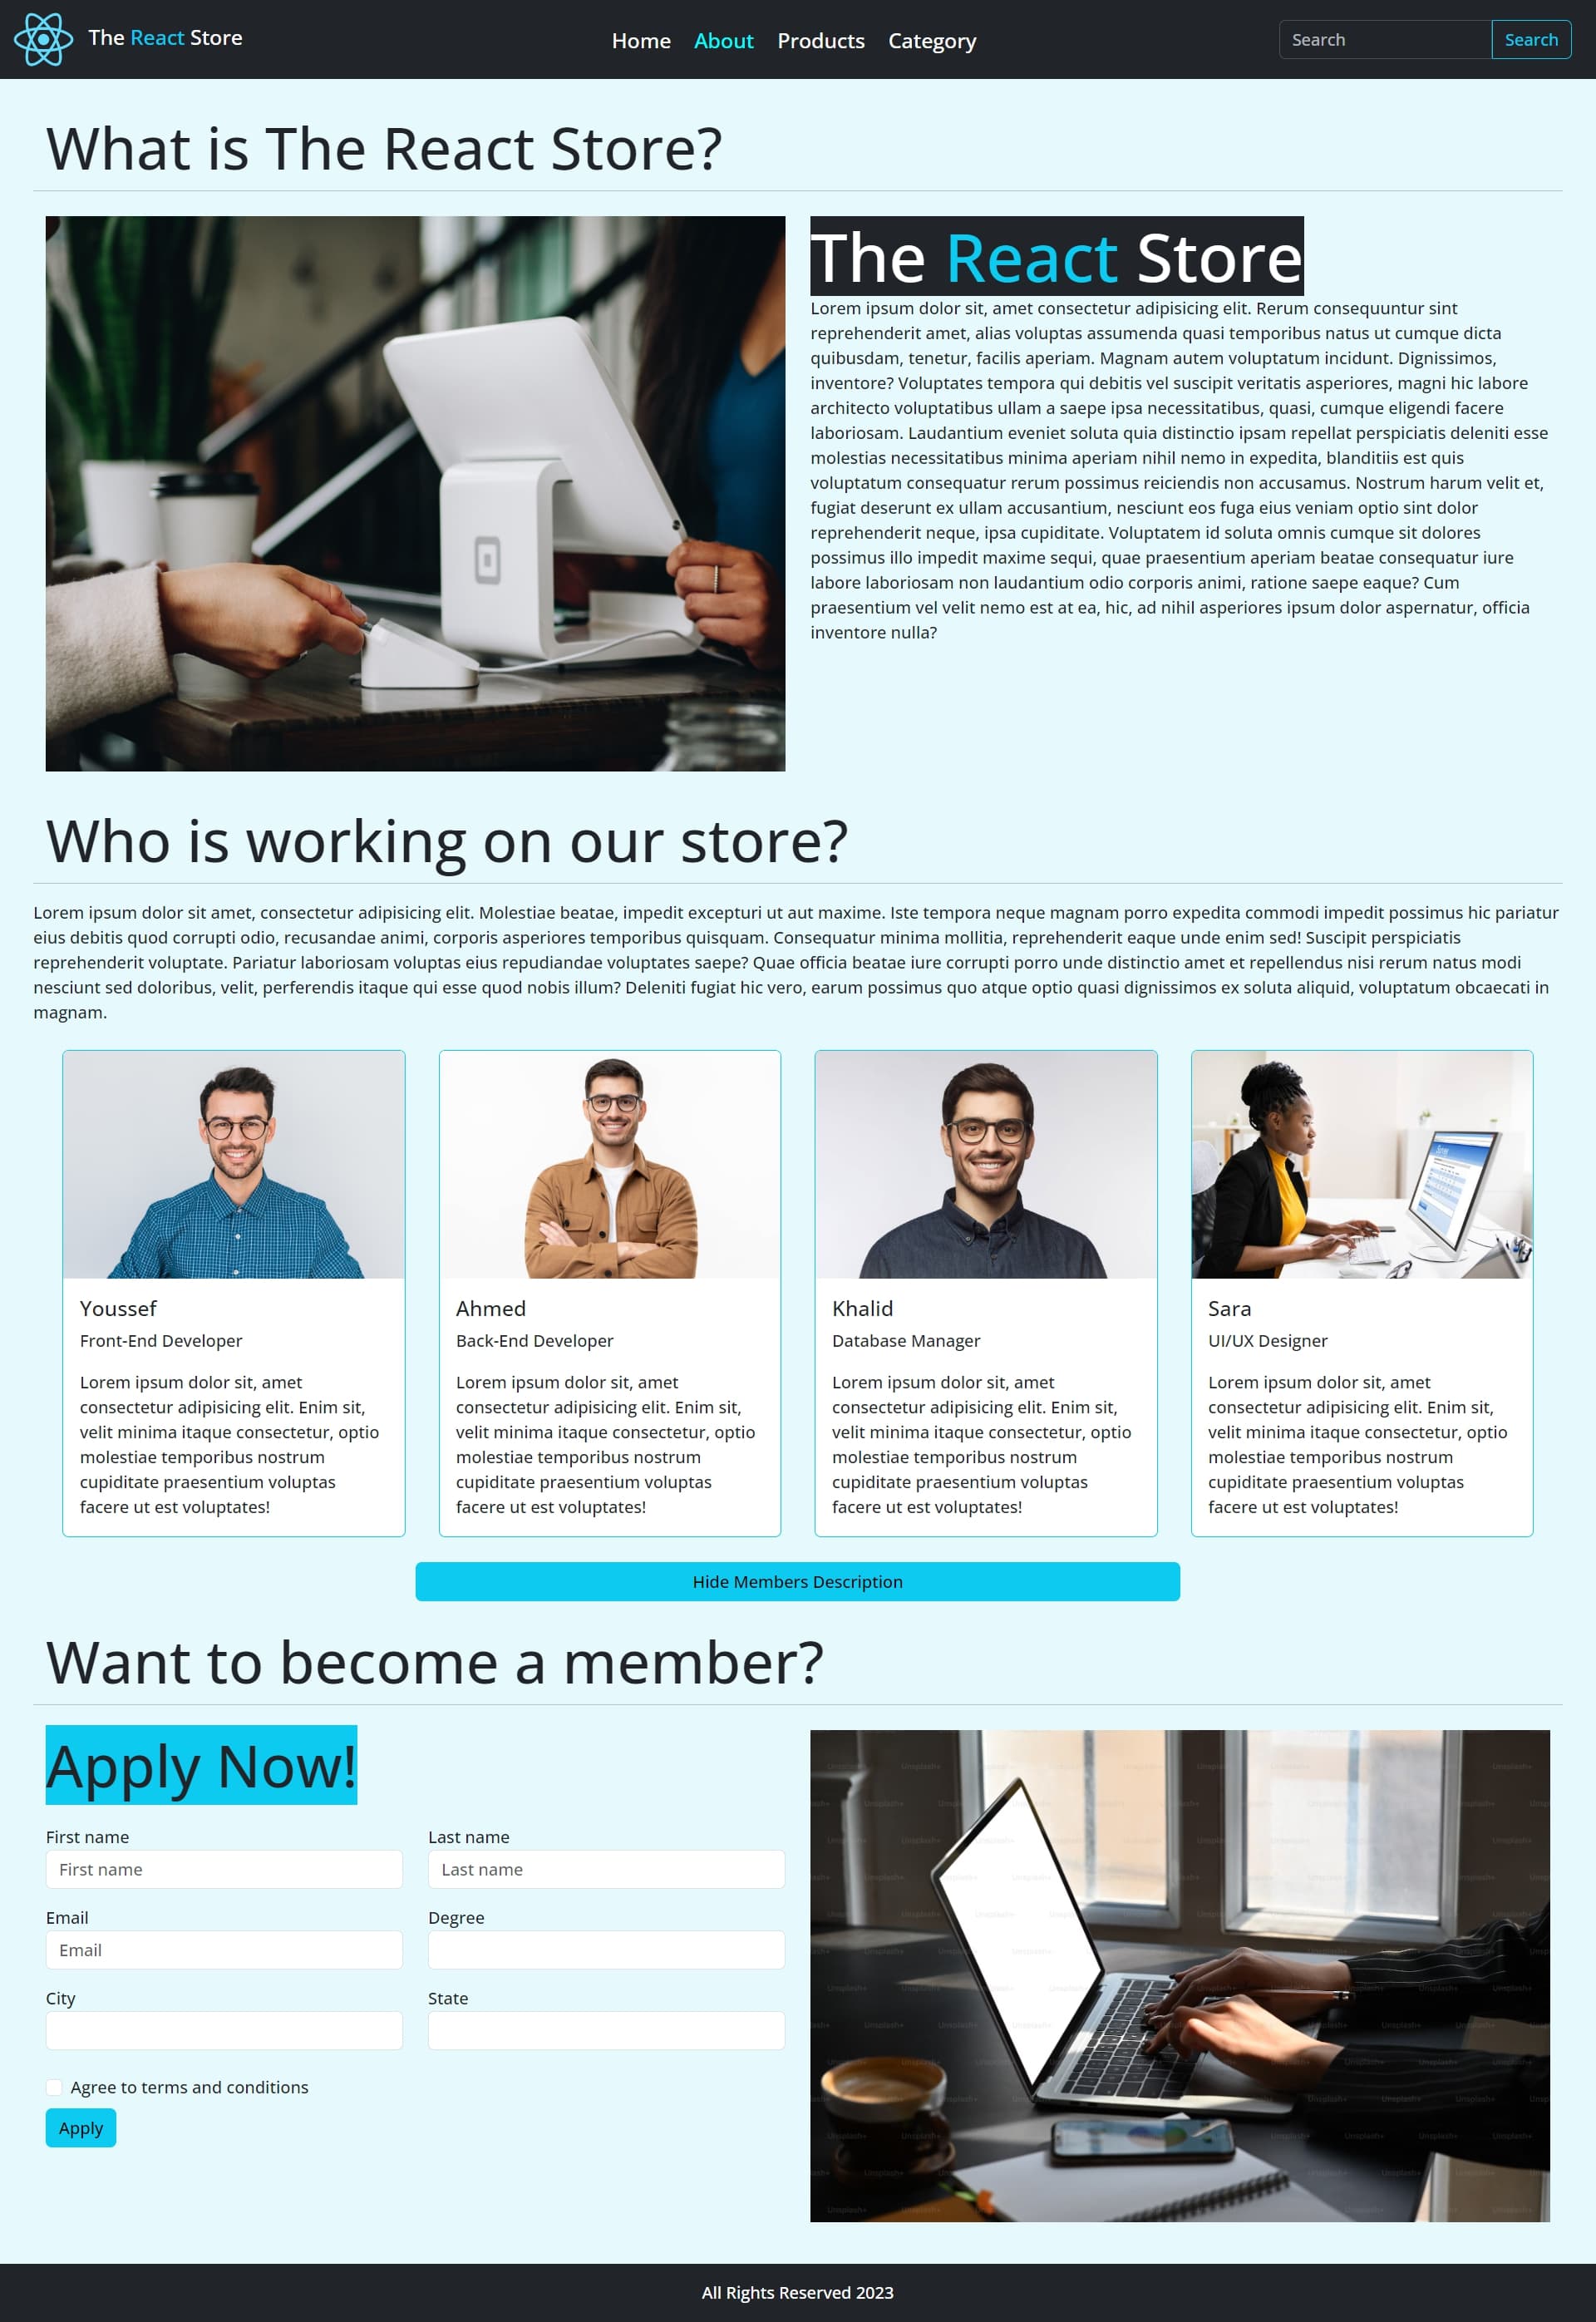 The React Store
Home About Products Category
Search Search
What is The React Store?
The React Store
Lorem ipsum dolor sit, amet consectetur adipisicing elit. Rerum consequuntur sint
reprehenderit amet, alias voluptas assumenda quasi temporibus natus ut cumque dicta
quibusdam, tenetur, facilis aperiam. Magnam autem voluptatum incidunt. Dignissimos,
inventore? Voluptates tempora qui debitis vel suscipit veritatis asperiores, magni hic labore
architecto voluptatibus ullam a saepe ipsa necessitatibus, quasi, cumque eligendi facere
laboriosam. Laudantium eveniet soluta quia distinctio ipsam repellat perspiciatis deleniti esse
molestias necessitatibus minima aperiam nihil nemo in expedita, blanditiis est quis
voluptatum consequatur rerum possimus reiciendis non accusamus. Nostrum harum velit et,
fugiat deserunt ex ullam accusantium, nesciunt eos fuga eius veniam optio sint dolor
reprehenderit neque, ipsa cupiditate. Voluptatem id soluta omnis cumque sit dolores
possimus illo impedit maxime sequi, quae praesentium aperiam beatae consequatur iure
labore laboriosam non laudantium odio corporis animi, ratione saepe eaque? Cum
praesentium vel velit nemo est at ea, hic, ad nihil asperiores ipsum dolor aspernatur, officia
inventore nulla?
Who is working on our store?
Lorem ipsum dolor sit amet, consectetur adipisicing elit. Molestiae beatae, impedit excepturi ut aut maxime. Iste tempora neque magnam porro expedita commodi impedit possimus hic pariatur
eius debitis quod corrupti odio, recusandae animi, corporis asperiores temporibus quisquam. Consequatur minima mollitia, reprehenderit eaque unde enim sed! Suscipit perspiciatis
reprehenderit voluptate. Pariatur laboriosam voluptas eius repudiandae voluptates saepe? Quae officia beatae iure corrupti porro unde distinctio amet et repellendus nisi rerum natus modi
nesciunt sed doloribus, velit, perferendis itaque qui esse quod nobis illum? Deleniti fugiat hic vero, earum possimus quo atque optio quasi dignissimos ex soluta aliquid, voluptatum obcaecati in
magnam.
Youssef
Front-End Developer
Lorem ipsum dolor sit, amet
consectetur adipisicing elit. Enim sit,
velit minima itaque consectetur, optio
molestiae temporibus nostrum
cupiditate praesentium voluptas
facere ut est voluptates!
Ahmed
Back-End Developer
Lorem ipsum dolor sit, amet
consectetur adipisicing elit. Enim sit,
velit minima itaque consectetur, optio
molestiae temporibus nostrum
cupiditate praesentium voluptas
facere ut est voluptates!
Khalid
Database Manager
Lorem ipsum dolor sit, amet
consectetur adipisicing elit. Enim sit,
velit minima itaque consectetur, optio
molestiae temporibus nostrum
cupiditate praesentium voluptas
facere ut est voluptates!
Sara
UI/UX Designer
Lorem ipsum dolor sit, amet
consectetur adipisicing elit. Enim sit,
velit minima itaque consectetur, optio
molestiae temporibus nostrum
cupiditate praesentium voluptas
facere ut est voluptates!
Hide Members Description
Want to become a member?
Apply Now!
First name Last name
First name Last name
Email Degree
Email
City State
Agree to terms and conditions
Apply
All Rights Reserved 2023